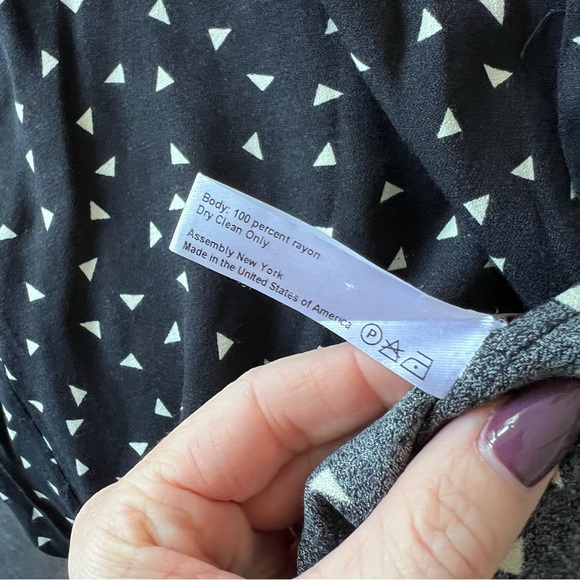 Body: 100 percent rayon.
Dry Clean Only
Assembly New York
Made in the United States of America
P